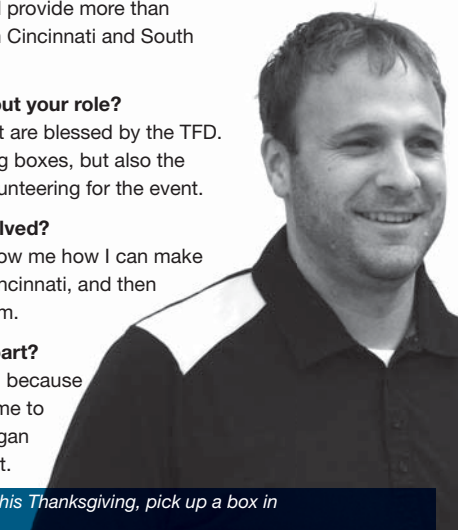 provide more than
Cincinnati and South
out your role?
t are blessed by the TFD.
g boxes, but also the
unteering for the event.
lved?
ow me how I can make
ncinnati, and then
m.
part?
because
me to
gan
t.
his Thanksgiving, pick up a box in